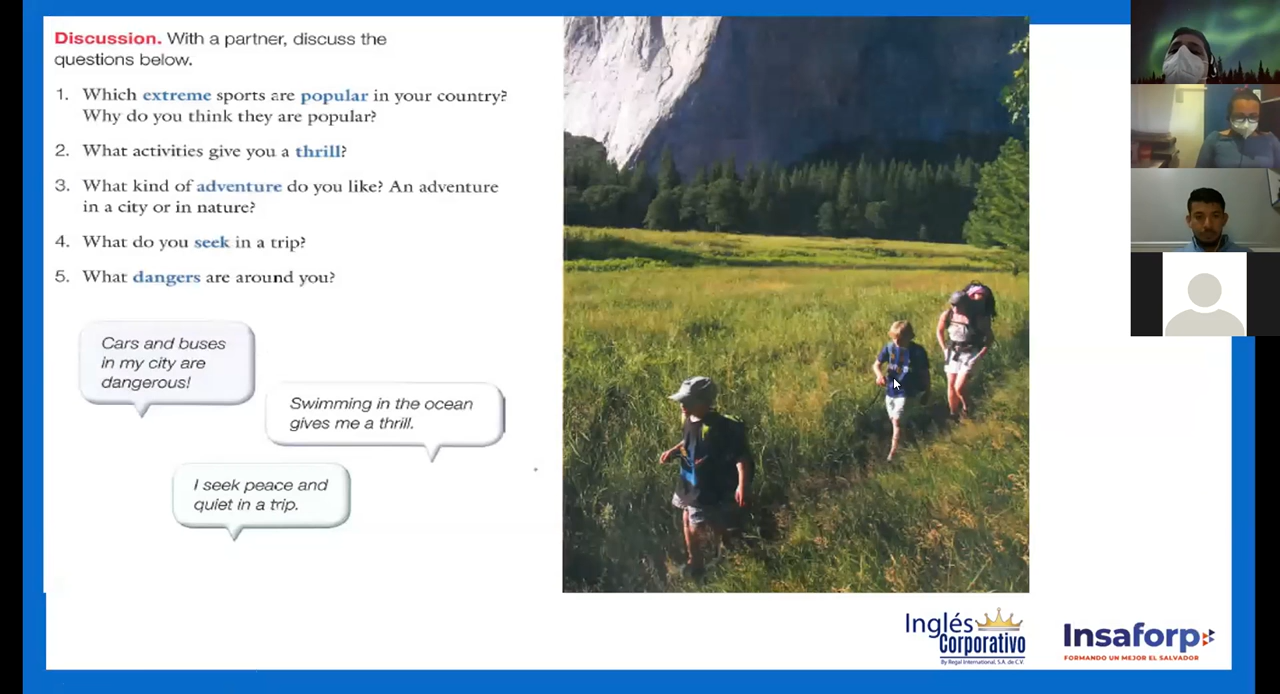 Discussion. With a partner, discuss the
questions below.
1. Which extreme sports are popular in your country?
Why do you think they are popular?
2. What activities give you a thrill?
3. What kind of adventure do you like? An adventure
in a city or in nature?
4. What do you seek in a trip?
5. What dangers are around you?
Cars and buses
in my city are
dangerous!
Swimming in the ocean
gives me a thrill.
I seek peace and
quiet in a trip.
Inglés
Corporativo
By Regal International, S.A. de C.V.
Insaforp
FORMANDO UN MEJOR EL SALVADOR